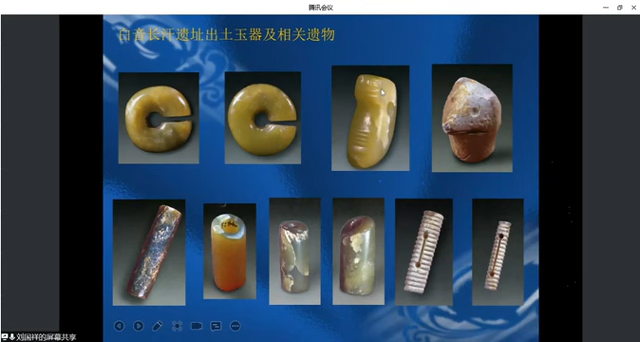 腾讯会议
白音长汗遗址出土玉器及相关遗物
刘国祥的屏幕共享